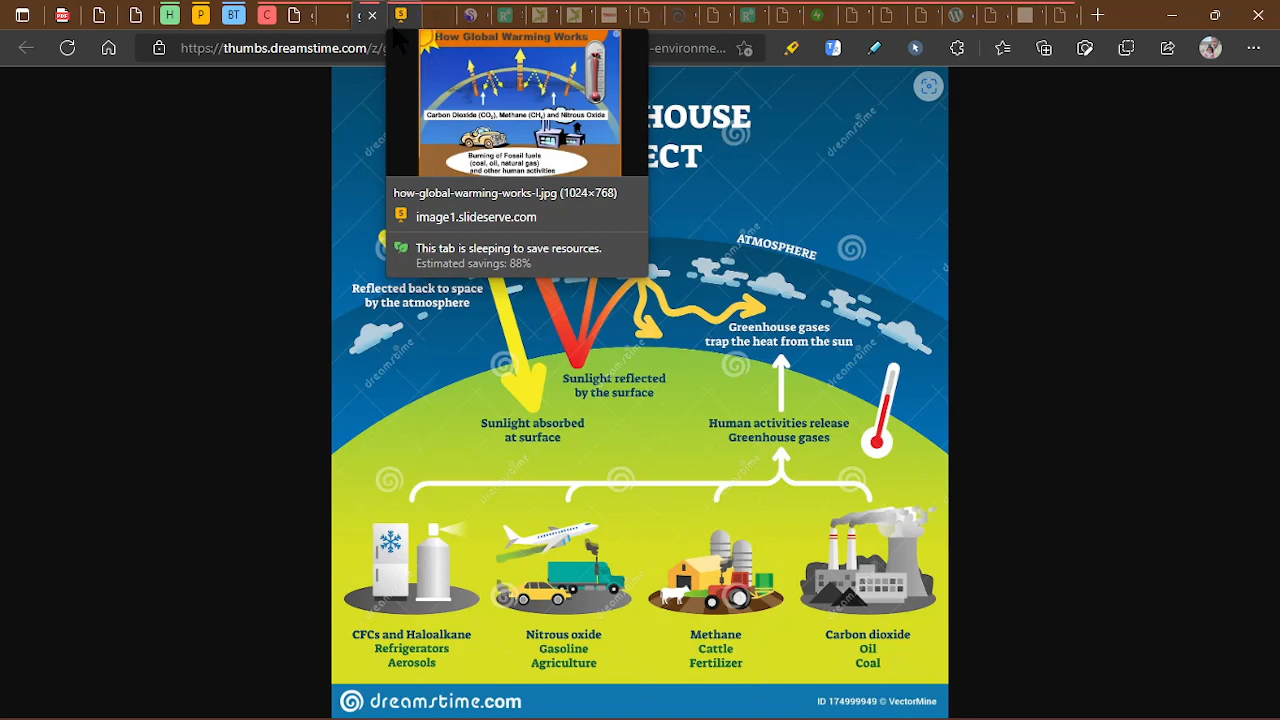 https://thumbs.dreamstime.com/z/g
-environme...
How Global Warming Works
Carbon Dioxide (CO₂), Methane (CH₄) and Nitrous Oxide
Burning of Fossil fuels
(coal, oil, natural gas)
and other human activities
how-global-warming-works-l.jpg (1024×768)
image1.slideserve.com
This tab is sleeping to save resources.
Estimated savings: 88%
HOUSE
ECT
ATMOSPHERE
Reflected back to space
by the atmosphere
Greenhouse gases
trap the heat from the sun
Sunlight reflected
by the surface
Sunlight absorbed
at surface
Human activities release
Greenhouse gases
CFCs and Haloalkane
Refrigerators
Aerosols
Nitrous oxide
Gasoline
Agriculture
Methane
Cattle
Fertilizer
Carbon dioxide
Oil
Coal
dreamstime.com
ID 174999949 © VectorMine